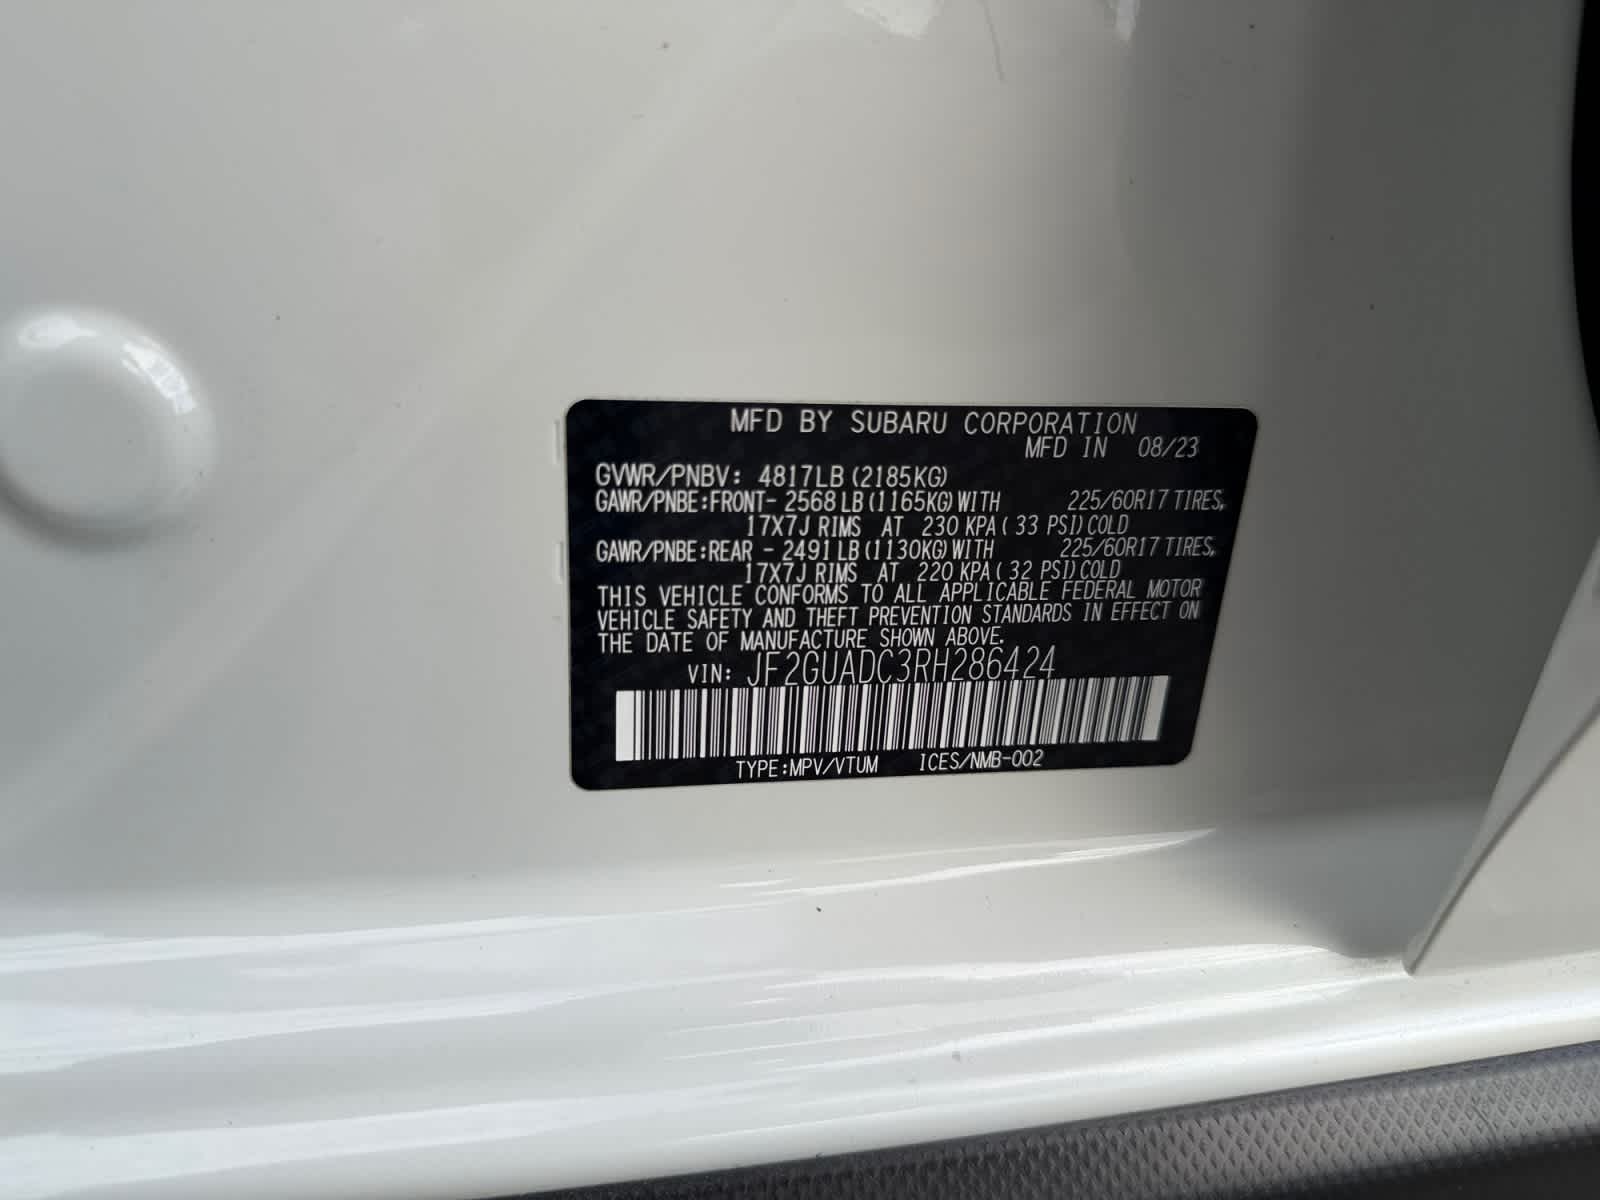 MFD BY SUBARU CORPORATION
MFD IN 08/23
GVWR/PNBV: 4817LB (2185KG)
GAWR/PNBE:FRONT- 2568 LB (1165KG) WITH 225/60R17 TIRES,
17X7J RIMS AT 230 KPA ( 33 PSI) COLD
GAWR/PNBE:REAR - 2491 LB (1130KG) WITH 225/60R17 TIRES,
17X7J RIMS AT 220 KPA ( 32 PSI) COLD
THIS VEHICLE CONFORMS TO ALL APPLICABLE FEDERAL MOTOR
VEHICLE SAFETY AND THEFT PREVENTION STANDARDS IN EFFECT ON
THE DATE OF MANUFACTURE SHOWN ABOVE.
VIN: JF2GUADC3RH286424
TYPE:MPV/VTUM ICES/NMB-002